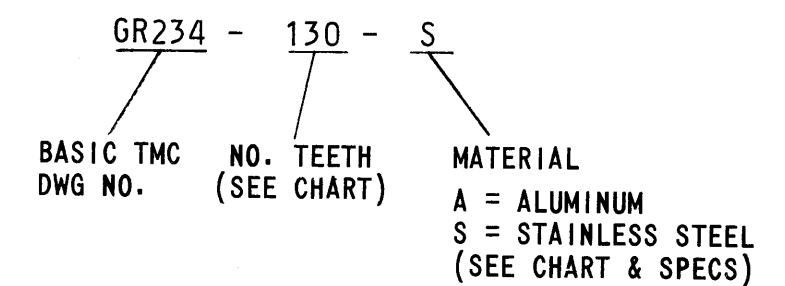 GR234 - 130 - S
BASIC TMC
DWG NO.
NO. TEETH
(SEE CHART)
MATERIAL
A = ALUMINUM
S = STAINLESS STEEL
(SEE CHART & SPECS)